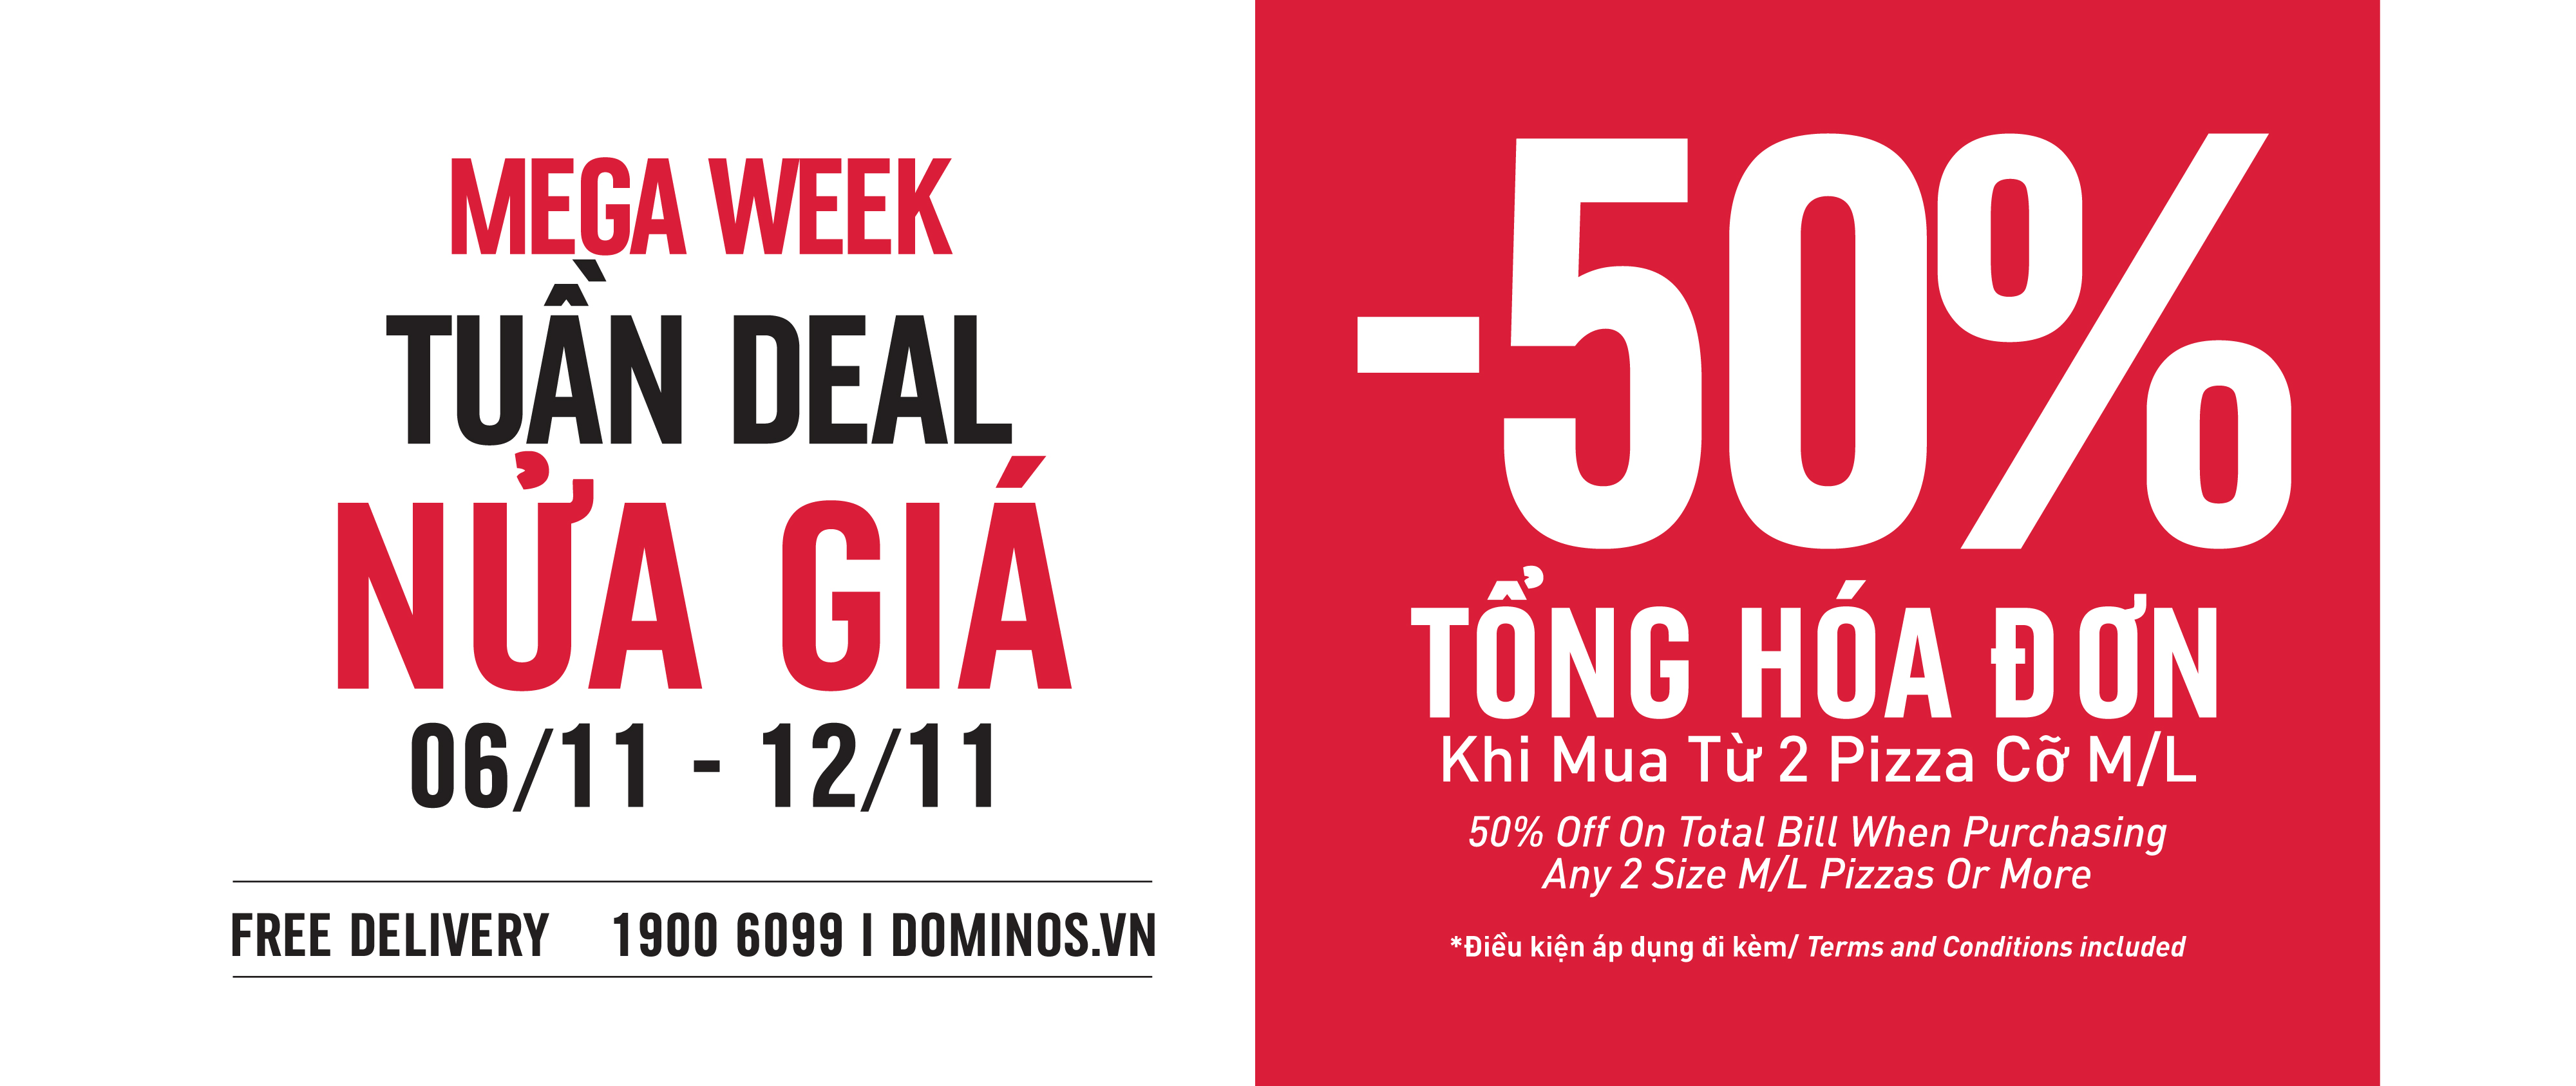 MEGA WEEK
TUẦN DEAL
NỬA GIÁ
06/11 - 12/11
FREE DELIVERY 1900 6099 I DOMINOS.VN
-50%
TỔNG HÓA ĐƠN
Khi Mua Từ 2 Pizza Cỡ M/L
50% Off On Total Bill When Purchasing
Any 2 Size M/L Pizzas Or More
*Điều kiện áp dụng đi kèm/ Terms and Conditions included